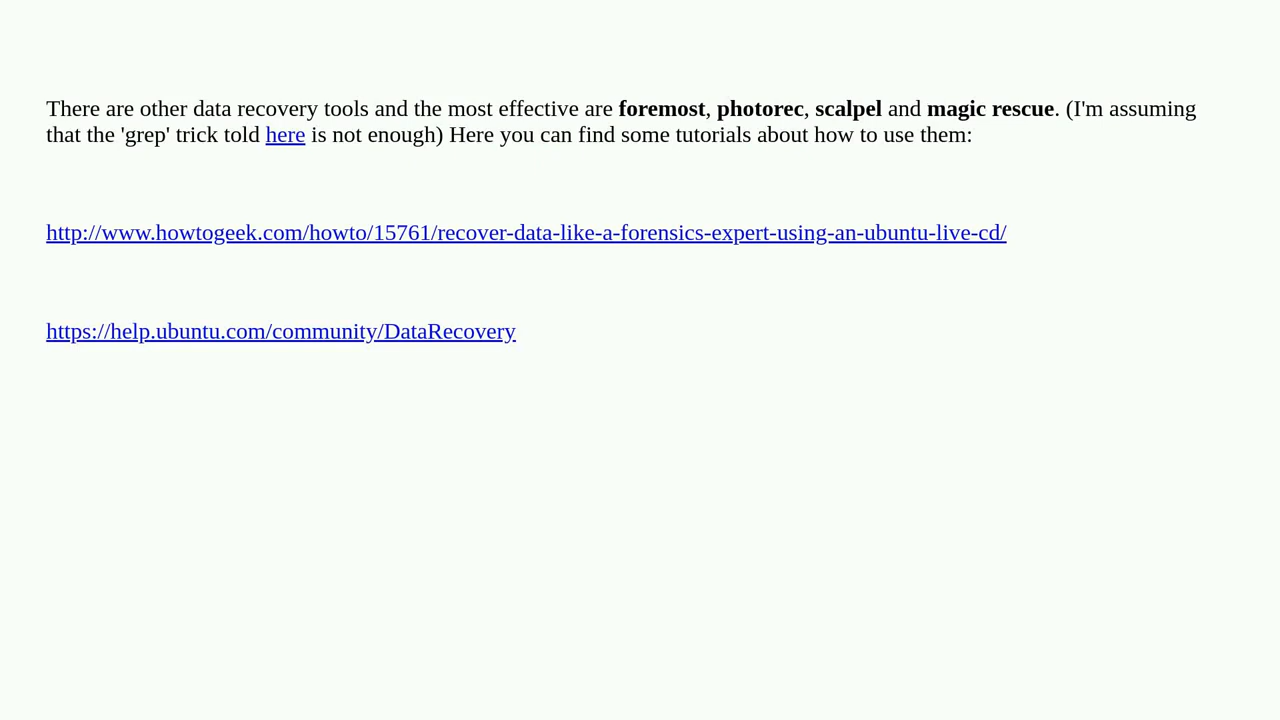 There are other data recovery tools and the most effective are foremost, photorec, scalpel and magic rescue. (I'm assuming
that the 'grep' trick told here is not enough) Here you can find some tutorials about how to use them:
http://www.howtogeek.com/howto/15761/recover-data-like-a-forensics-expert-using-an-ubuntu-live-cd/
https://help.ubuntu.com/community/DataRecovery